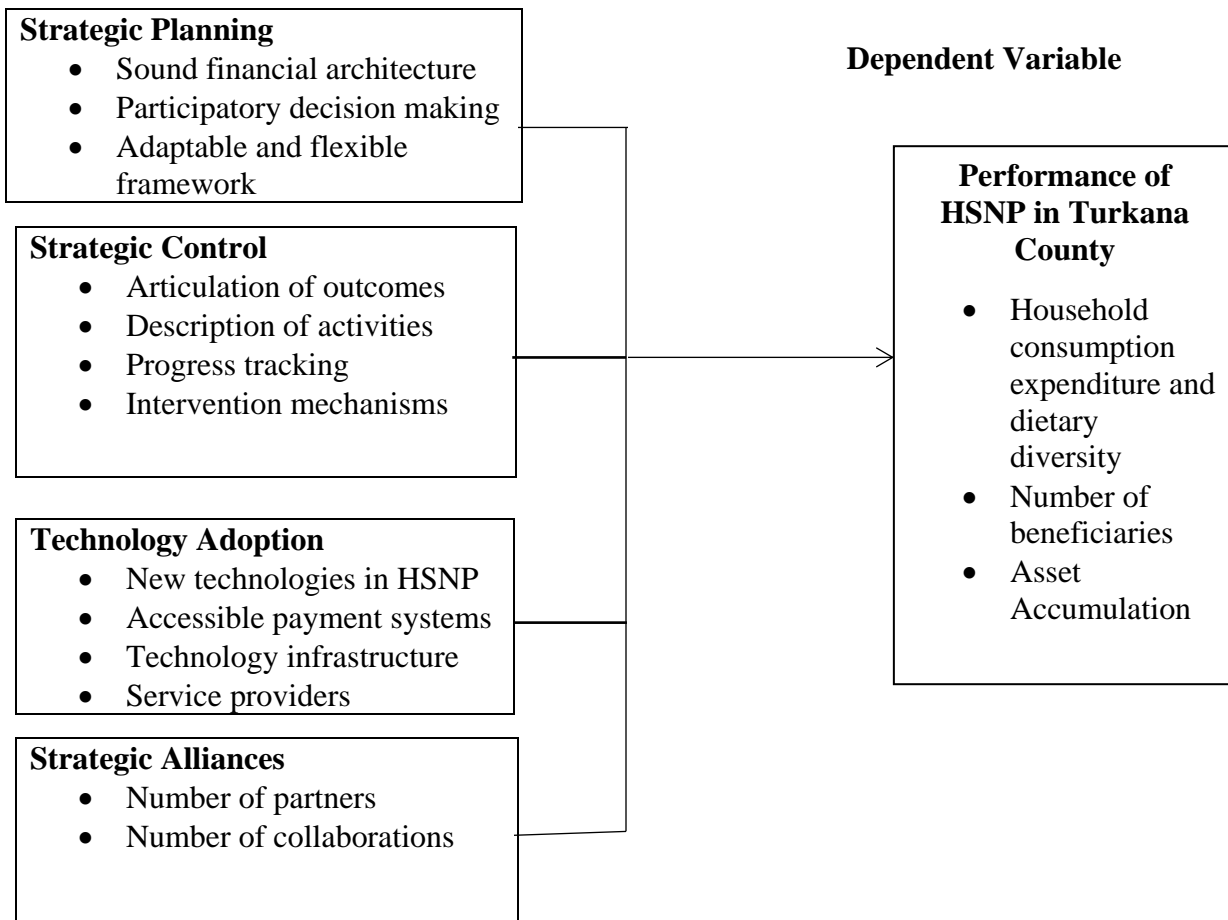 Strategic Planning
• Sound financial architecture
• Participatory decision making
• Adaptable and flexible
framework
Strategic Control
• Articulation of outcomes
• Description of activities
• Progress tracking
• Intervention mechanisms
Technology Adoption
• New technologies in HSNP
• Accessible payment systems
• Technology infrastructure
• Service providers
Strategic Alliances
• Number of partners
• Number of collaborations
Dependent Variable
Performance of
HSNP in Turkana
County
• Household
consumption
expenditure and
dietary
diversity
• Number of
beneficiaries
• Asset
Accumulation